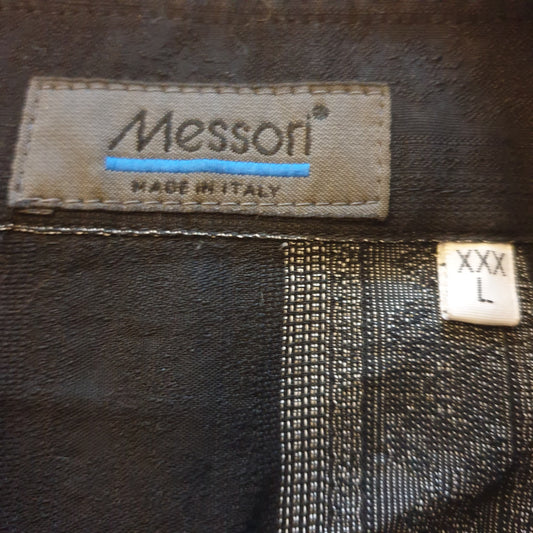 Messori®
MADE IN ITALY
XXX
L